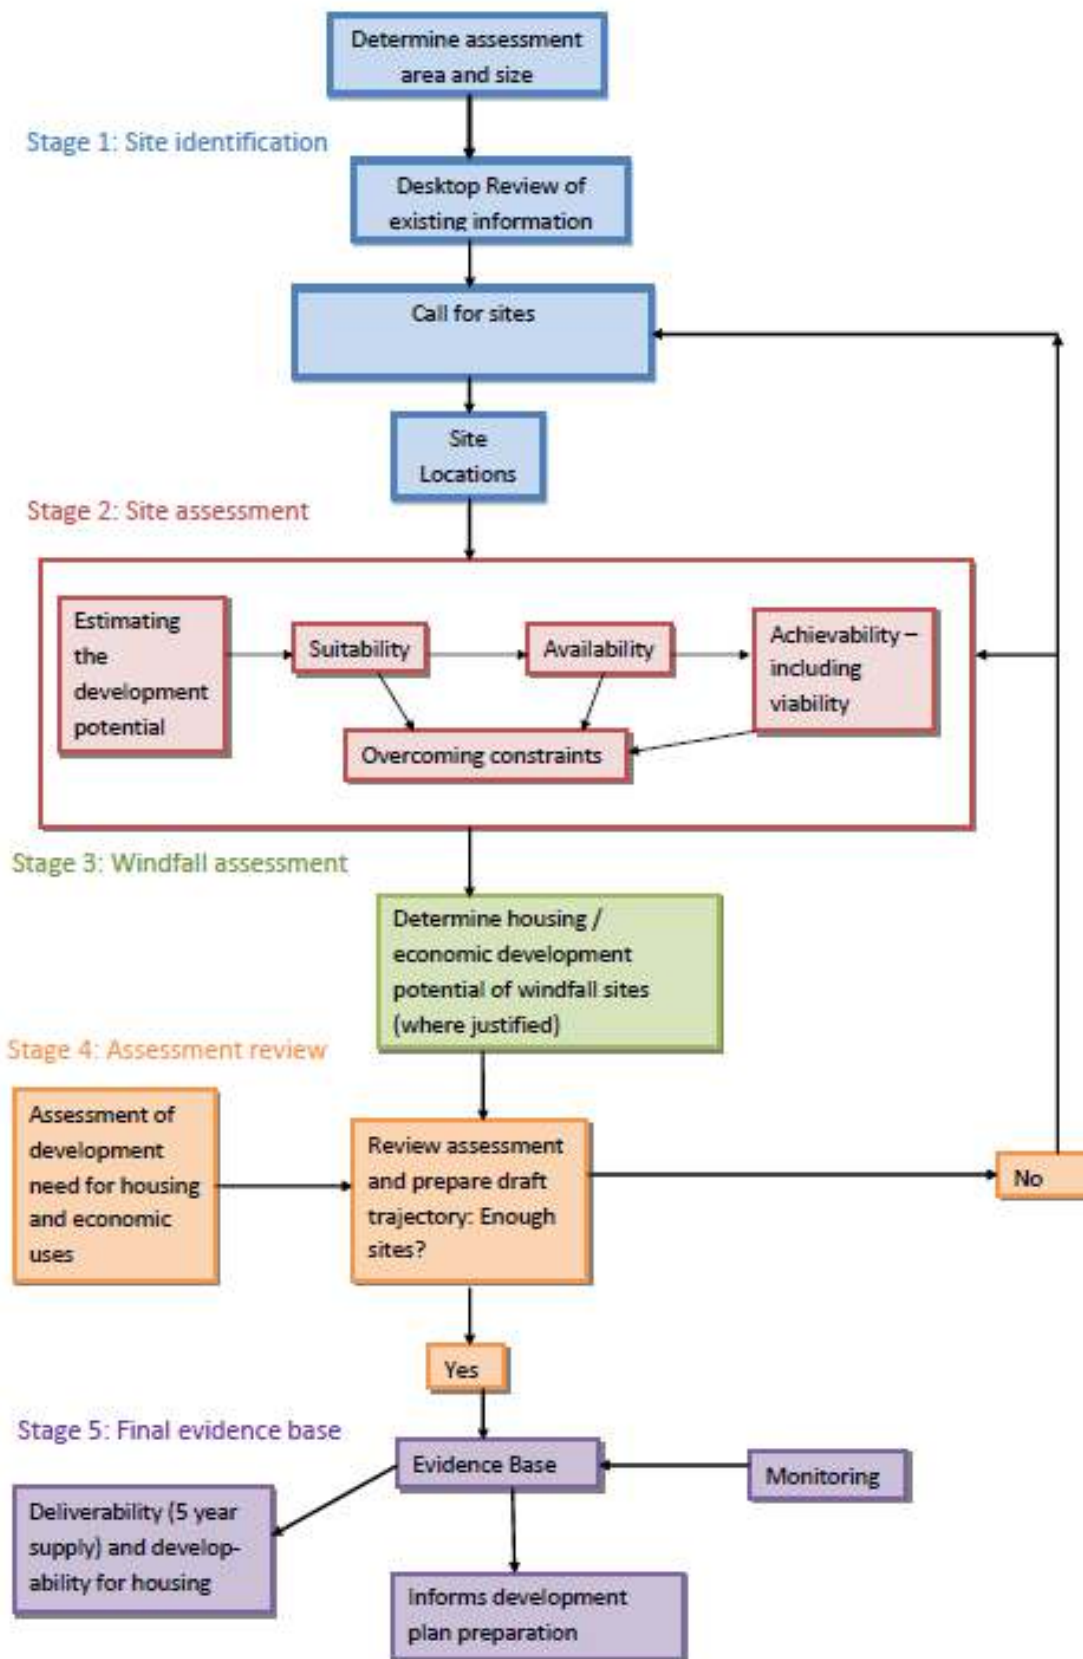 Determine assessment
area and size
Stage 1: Site identification
Desktop Review of
existing information
Call for sites
Site
Locations
Stage 2: Site assessment
Estimating
the
development
potential
Suitability
Availability
Achievability –
including
viability
Overcoming constraints
Stage 3: Windfall assessment
Determine housing /
economic development
potential of windfall sites
(where justified)
Stage 4: Assessment review
Assessment of
development
need for housing
and economic
uses
Review assessment
and prepare draft
trajectory: Enough
sites?
No
Yes
Stage 5: Final evidence base
Evidence Base
Monitoring
Deliverability (5 year
supply) and develop-
ability for housing
Informs development
plan preparation